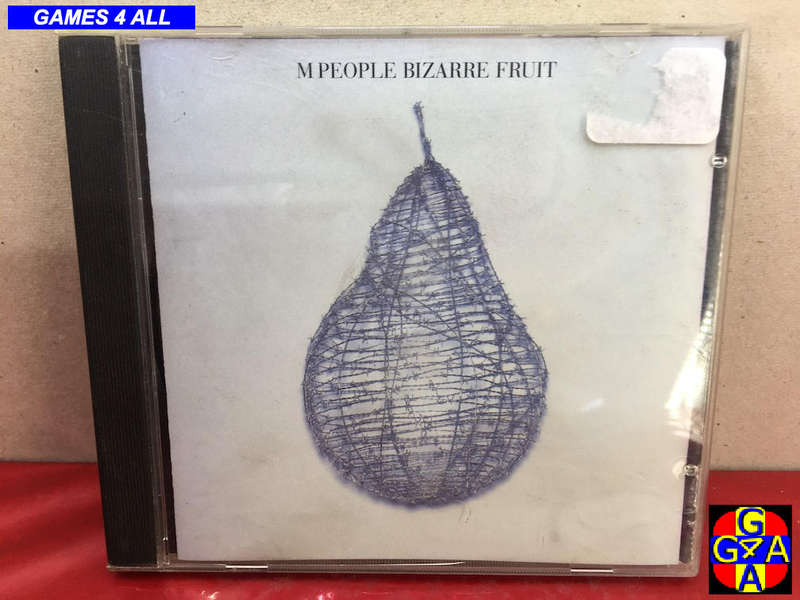 GAMES 4 ALL
M PEOPLE BIZARRE FRUIT
G
G4A
A